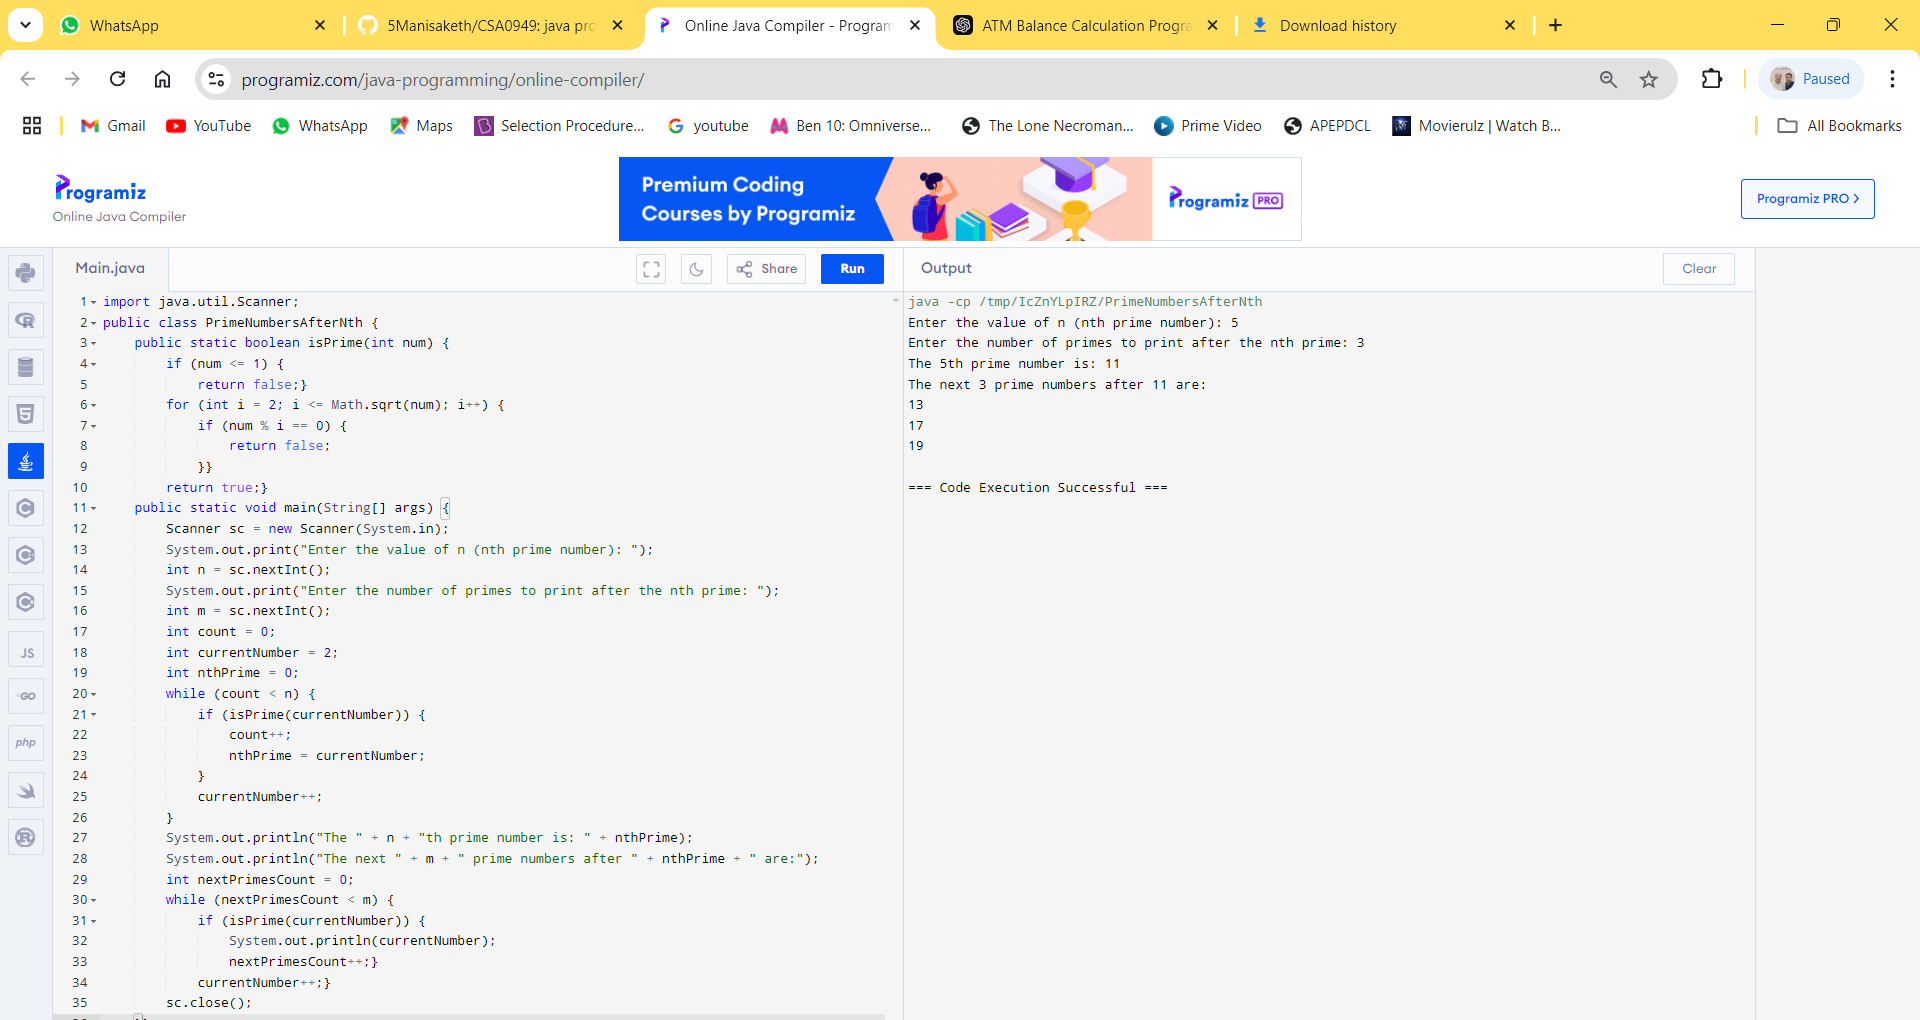 WhatsApp
5Manisaketh/CSA0949: java pro
Online Java Compiler - Program
ATM Balance Calculation Progra
Download history
programiz.com/java-programming/online-compiler/
Paused
Gmail
YouTube
WhatsApp
Maps
Selection Procedure...
youtube
Ben 10: Omniverse...
The Lone Necroman...
Prime Video
APEPDCL
Movierulz | Watch B...
All Bookmarks
Programiz
Online Java Compiler
Premium Coding
Courses by Programiz
Programiz PRO
Programiz PRO >
Main.java
Share
Run
Output
Clear
1 import java.util.Scanner;
2 public class PrimeNumbersAfterNth {
3 public static boolean isPrime(int num) {
4 if (num <= 1) {
5 return false;}
6 for (int i = 2; i <= Math.sqrt(num); i++) {
7 if (num % i == 0) {
8 return false;
9 }}
10 return true;}
11 public static void main(String[] args) {
12 Scanner sc = new Scanner(System.in);
13 System.out.print("Enter the value of n (nth prime number): ");
14 int n = sc.nextInt();
15 System.out.print("Enter the number of primes to print after the nth prime: ");
16 int m = sc.nextInt();
17 int count = 0;
18 int currentNumber = 2;
19 int nthPrime = 0;
20 while (count < n) {
21 if (isPrime(currentNumber)) {
22 count++;
23 nthPrime = currentNumber;
24 }
25 currentNumber++;
26 }
27 System.out.println("The " + n + "th prime number is: " + nthPrime);
28 System.out.println("The next " + m + " prime numbers after " + nthPrime + " are:");
29 int nextPrimesCount = 0;
30 while (nextPrimesCount < m) {
31 if (isPrime(currentNumber)) {
32 System.out.println(currentNumber);
33 nextPrimesCount++;}
34 currentNumber++;}
35 sc.close();
java -cp /tmp/IcZnYLpIRZ/PrimeNumbersAfterNth
Enter the value of n (nth prime number): 5
Enter the number of primes to print after the nth prime: 3
The 5th prime number is: 11
The next 3 prime numbers after 11 are:
13
17
19
=== Code Execution Successful ===
JS
GO
php